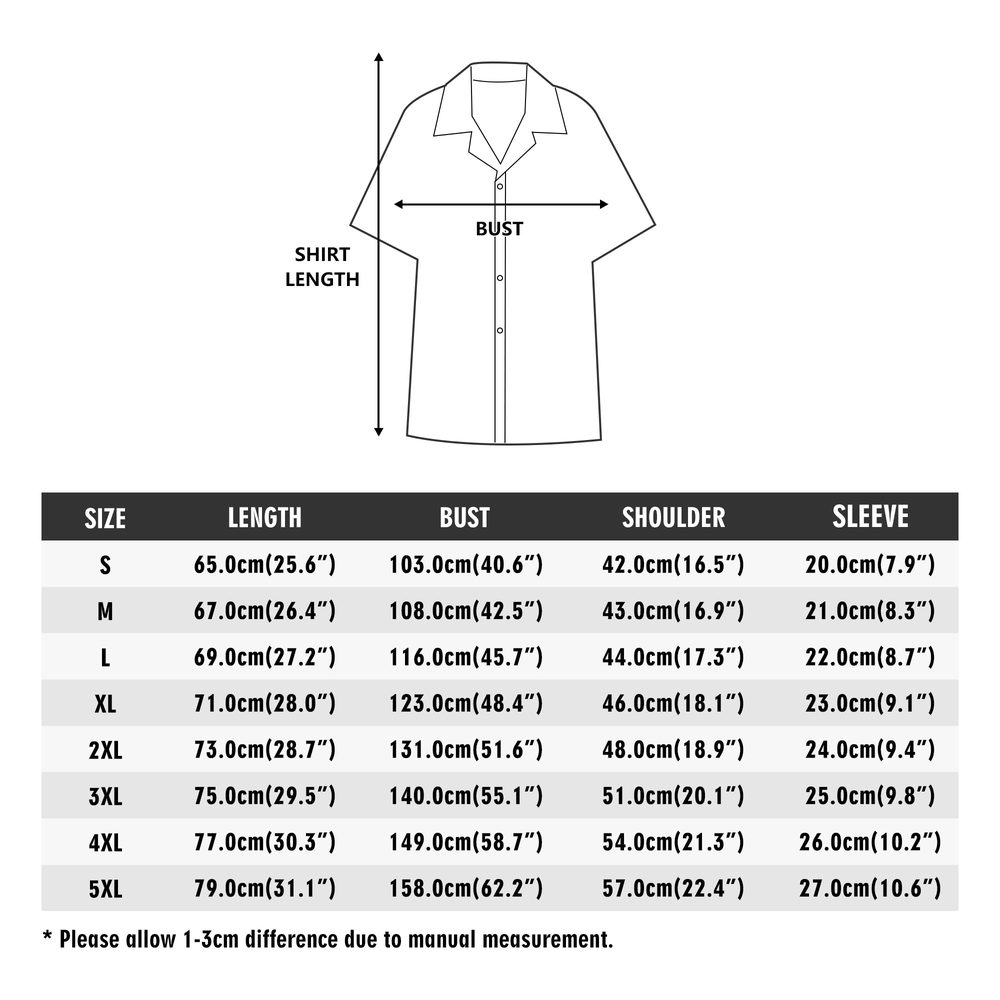 BUST
SHIRT
LENGTH
SIZE LENGTH BUST SHOULDER SLEEVE
S 65.0cm(25.6”) 103.0cm(40.6”) 42.0cm(16.5”) 20.0cm(7.9”)
M 67.0cm(26.4”) 108.0cm(42.5”) 43.0cm(16.9”) 21.0cm(8.3”)
L 69.0cm(27.2”) 116.0cm(45.7”) 44.0cm(17.3”) 22.0cm(8.7”)
XL 71.0cm(28.0”) 123.0cm(48.4”) 46.0cm(18.1”) 23.0cm(9.1”)
2XL 73.0cm(28.7”) 131.0cm(51.6”) 48.0cm(18.9”) 24.0cm(9.4”)
3XL 75.0cm(29.5”) 140.0cm(55.1”) 51.0cm(20.1”) 25.0cm(9.8”)
4XL 77.0cm(30.3”) 149.0cm(58.7”) 54.0cm(21.3”) 26.0cm(10.2”)
5XL 79.0cm(31.1”) 158.0cm(62.2”) 57.0cm(22.4”) 27.0cm(10.6”)
* Please allow 1-3cm difference due to manual measurement.